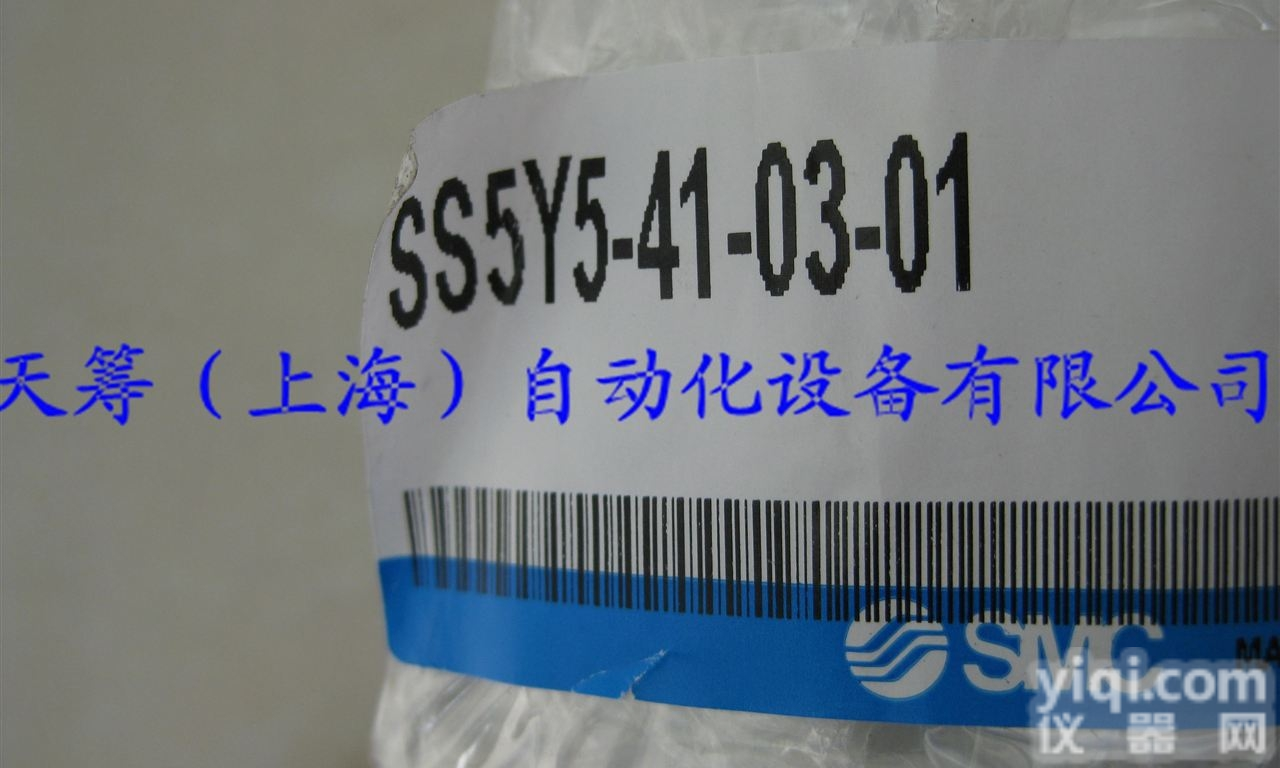 SS5Y5-41-03-01
天筹（上海）自动化设备有限公司
SMC
MA
yiqi.com
仪器网